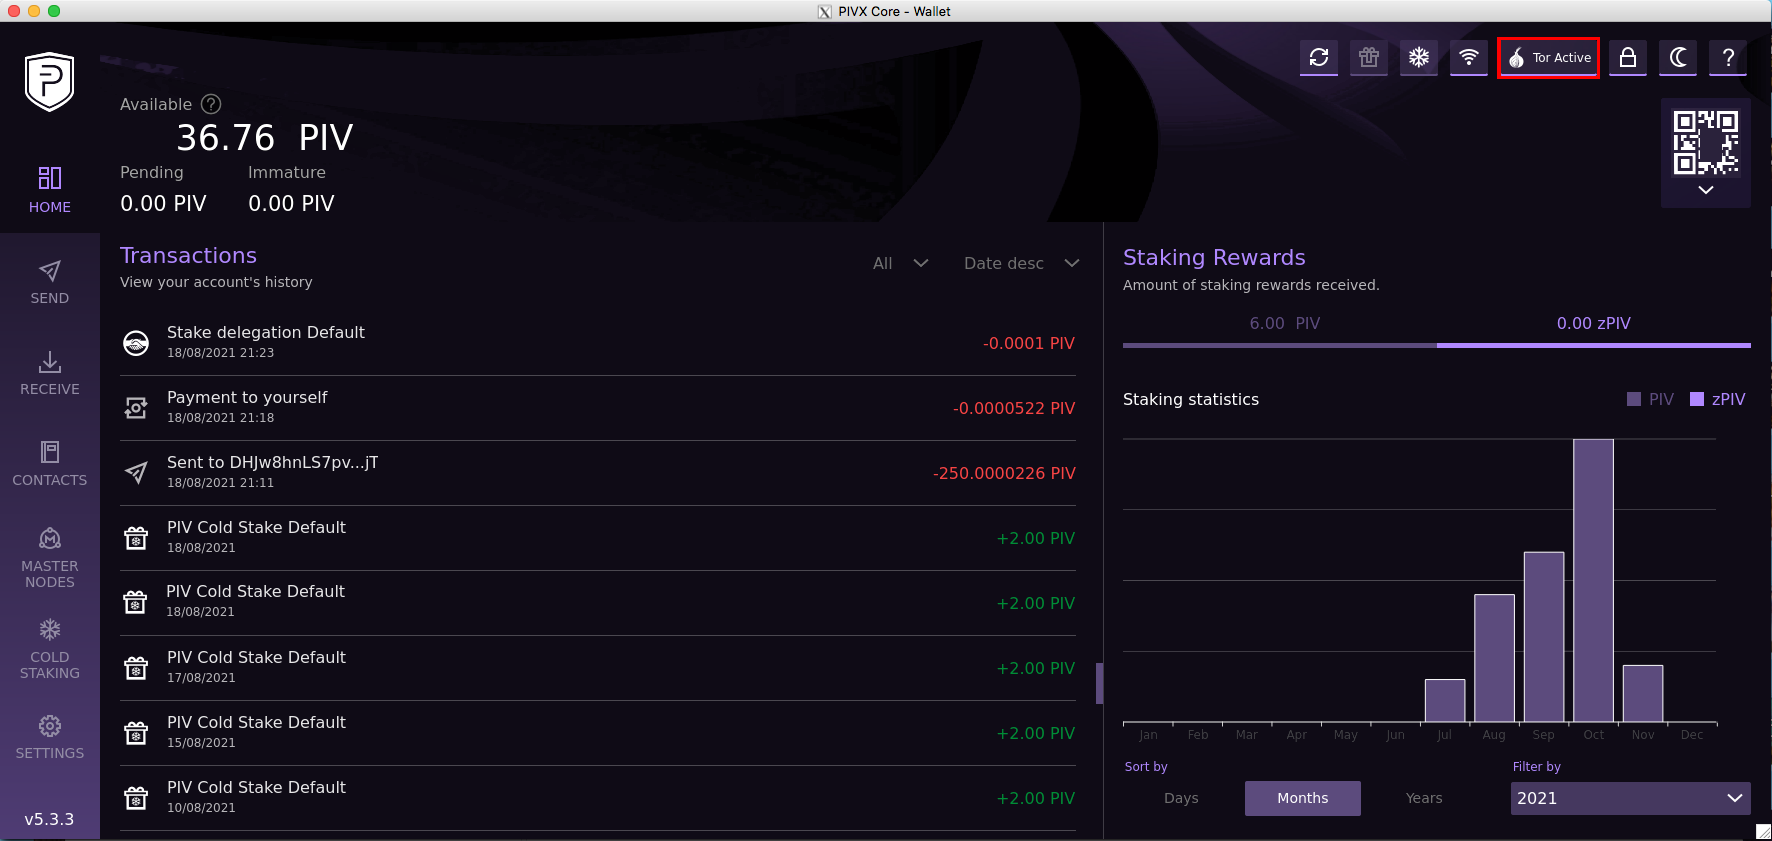 PIVX Core - Wallet
Tor Active
?
Available ?
36.76 PIV
Pending Immature
0.00 PIV 0.00 PIV
HOME
SEND
RECEIVE
CONTACTS
MASTER
NODES
COLD
STAKING
SETTINGS
v5.3.3
Transactions
View your account's history
All Date desc
Stake delegation Default
18/08/2021 21:23
-0.0001 PIV
Payment to yourself
18/08/2021 21:18
-0.0000522 PIV
Sent to DHJw8hnLS7pv...jT
18/08/2021 21:11
-250.0000226 PIV
PIV Cold Stake Default
18/08/2021
+2.00 PIV
PIV Cold Stake Default
18/08/2021
+2.00 PIV
PIV Cold Stake Default
17/08/2021
+2.00 PIV
PIV Cold Stake Default
15/08/2021
+2.00 PIV
PIV Cold Stake Default
10/08/2021
+2.00 PIV
Staking Rewards
Amount of staking rewards received.
6.00 PIV 0.00 zPIV
Staking statistics PIV zPIV
Jan Feb Mar Apr May Jun Jul Aug Sep Oct Nov Dec
Sort by Filter by
Days Months Years 2021